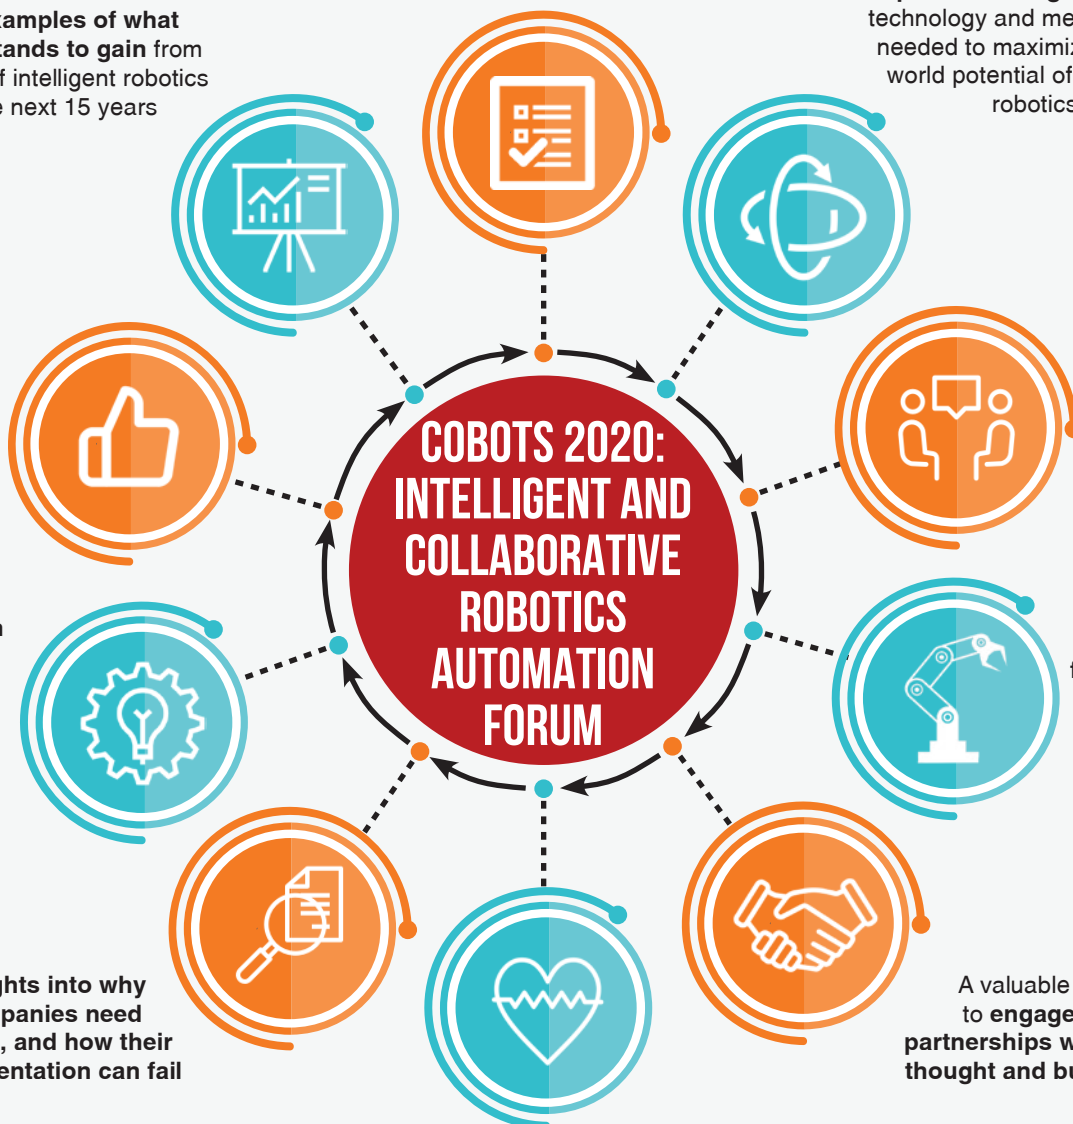 xamples of what
tands to gain from
f intelligent robotics
e next 15 years
technology and me
needed to maximiz
world potential of
robotics
COBOTS 2020:
INTELLIGENT AND
COLLABORATIVE
ROBOTICS
AUTOMATION
FORUM
ghts into why
panies need
, and how their
entation can fail
A valuable
to engage
partnerships w
thought and bu